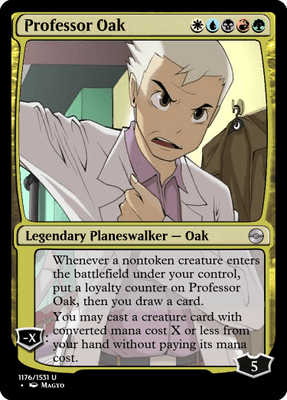 Professor Oak
Legendary Planeswalker — Oak
Whenever a nontoken creature enters
the battlefield under your control,
put a loyalty counter on Professor
Oak, then you draw a card.
-X : You may cast a creature card with
converted mana cost X or less from
your hand without paying its mana
cost.
5
1176/1531 U
• Magyo